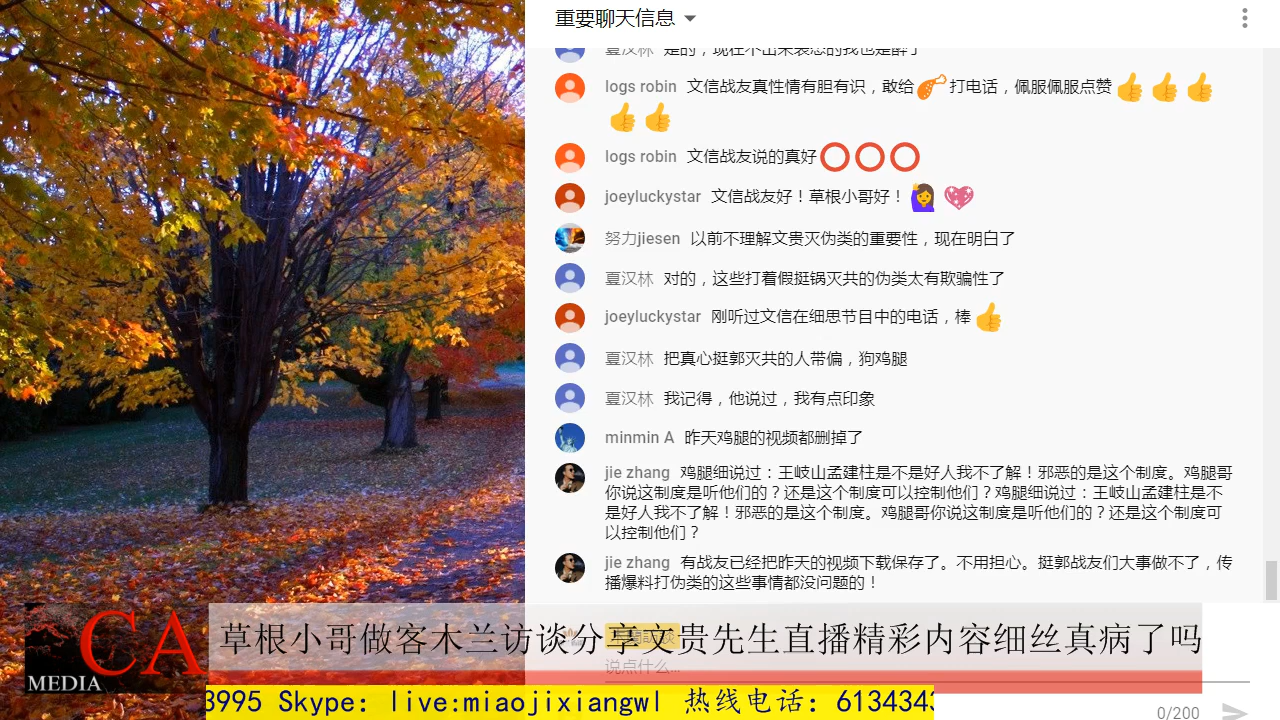 重要聊天信息
夏汉林 是的，现在不出来表态的我也是醉了
logs robin 文信战友真性情有胆有识，敢给🍗打电话，佩服佩服点赞👍👍👍
👍👍
logs robin 文信战友说的真好⭕⭕⭕
joeyluckystar 文信战友好！草根小哥好！🙋💖
努力jiesen 以前不理解文贵灭伪类的重要性，现在明白了
夏汉林 对的，这些打着假挺锅灭共的伪类太有欺骗性了
joeyluckystar 刚听过文信在细思节目中的电话，棒👍
夏汉林 把真心挺郭灭共的人带偏，狗鸡腿
夏汉林 我记得，他说过，我有点印象
minmin A 昨天鸡腿的视频都删掉了
jie zhang 鸡腿细说过：王岐山孟建柱是不是好人我不了解！邪恶的是这个制度。鸡腿哥
你说这制度是听他们的？还是这个制度可以控制他们？鸡腿细说过：王岐山孟建柱是不
是好人我不了解！邪恶的是这个制度。鸡腿哥你说这制度是听他们的？还是这个制度可
以控制他们？
jie zhang 有战友已经把昨天的视频下载保存了。不用担心。挺郭战友们大事做不了，传
播爆料打伪类的这些事情都没问题的！
CA
MEDIA
草根小哥做客木兰访谈分享文贵先生直播精彩内容细丝真病了吗
说点什么...
3995 Skype: live:miaojixiangwl 热线电话：613434
0/200